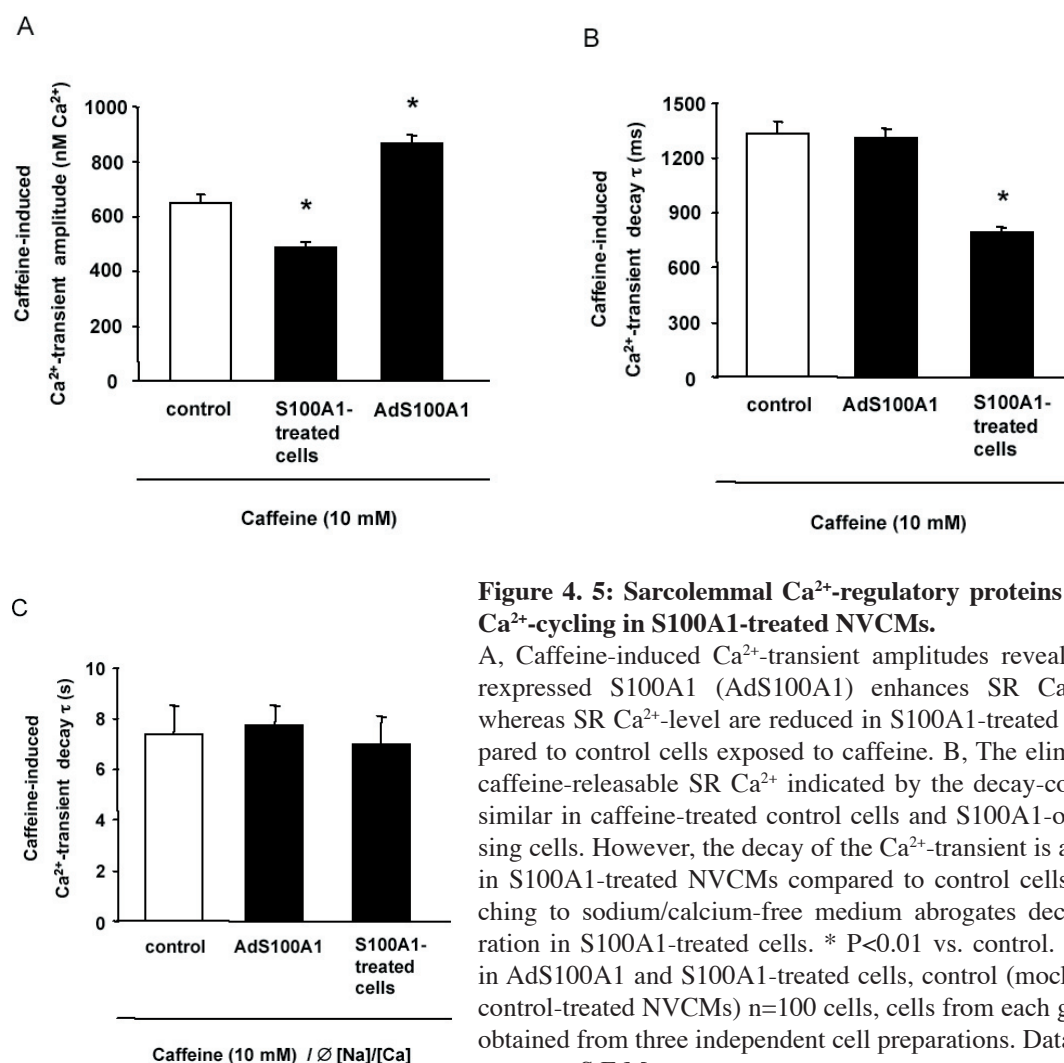 A
Caffeine-induced
Ca²⁺-transient amplitude (nM Ca²⁺)
1000
800
600
400
200
0
*
*
control
S100A1-
treated
cells
AdS100A1
Caffeine (10 mM)
B
Caffeine-induced
Ca²⁺-transient decay τ (ms)
1500
1200
900
600
300
0
*
control
AdS100A1
S100A1-
treated
cells
Caffeine (10 mM)
C
Caffeine-induced
Ca²⁺-transient decay τ (s)
10
8
6
4
2
0
control
AdS100A1
S100A1-
treated
cells
Caffeine (10 mM) / ∅ [Na]/[Ca]
Figure 4. 5: Sarcolemmal Ca²⁺-regulatory proteins
Ca²⁺-cycling in S100A1-treated NVCMs.
A, Caffeine-induced Ca²⁺-transient amplitudes reveal
rexpressed S100A1 (AdS100A1) enhances SR Ca
whereas SR Ca²⁺-level are reduced in S100A1-treated
pared to control cells exposed to caffeine. B, The elin
caffeine-releasable SR Ca²⁺ indicated by the decay-co
similar in caffeine-treated control cells and S100A1-o
sing cells. However, the decay of the Ca²⁺-transient is a
in S100A1-treated NVCMs compared to control cells
ching to sodium/calcium-free medium abrogates dec
ration in S100A1-treated cells. * P<0.01 vs. control.
in AdS100A1 and S100A1-treated cells, control (mocl
control-treated NVCMs) n=100 cells, cells from each g
obtained from three independent cell preparations. Dat